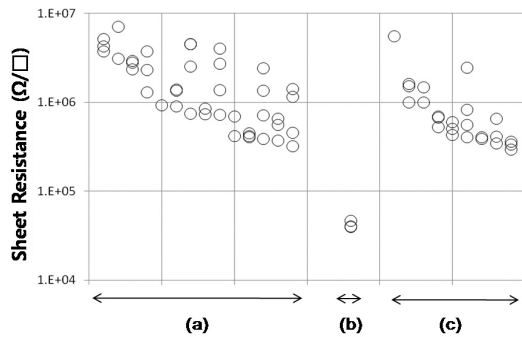 Sheet Resistance (Ω/□)
1.E+07
1.E+06
1.E+05
1.E+04
(a)
(b)
(c)